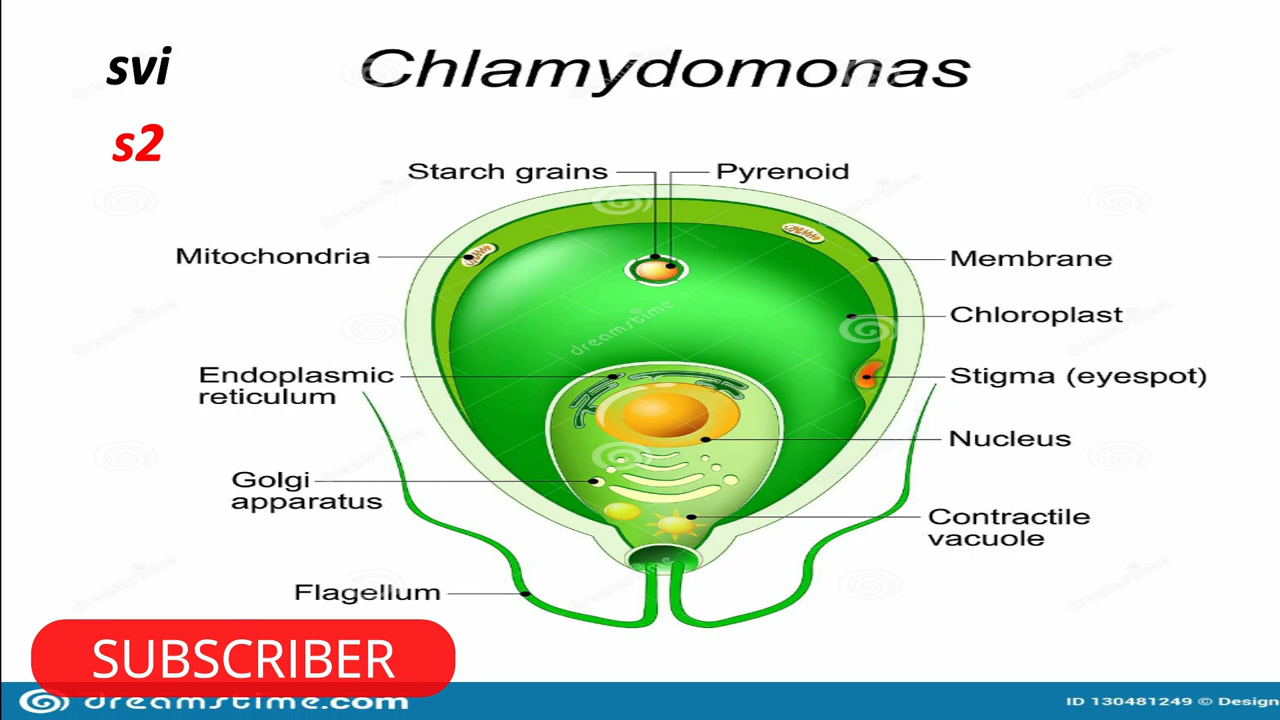 svi
Chlamydomonas
s2
Starch grains
Pyrenoid
Mitochondria
Membrane
Chloroplast
Endoplasmic
reticulum
Stigma (eyespot)
Nucleus
Golgi
apparatus
Contractile
vacuole
Flagellum
SUBSCRIBER
dreamstime.com
ID 130481249 © Design
dreamstime